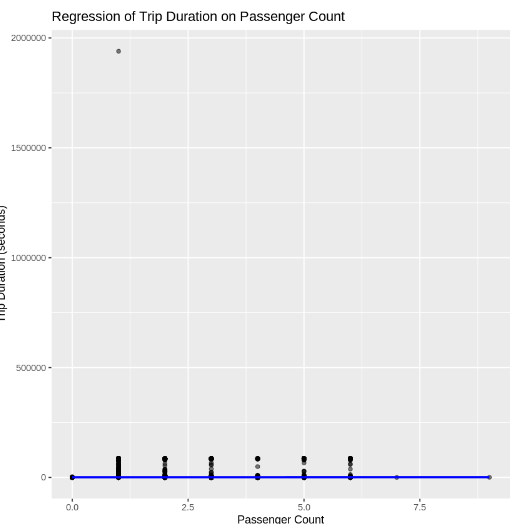 Regression of Trip Duration on Passenger Count
Trip Duration (seconds)
2000000
1500000
1000000
500000
0
0.0 2.5 5.0 7.5
Passenger Count